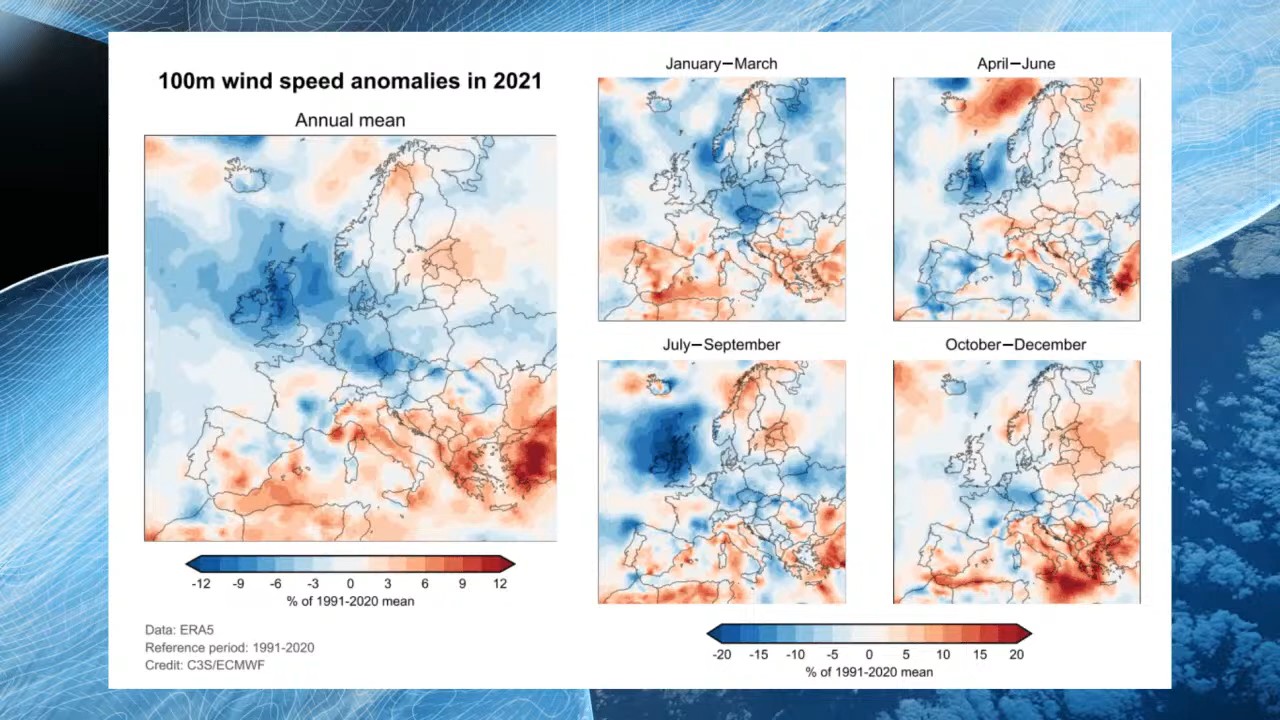 100m wind speed anomalies in 2021
Annual mean
-12 -9 -6 -3 0 3 6 9 12
% of 1991-2020 mean
Data: ERA5
Reference period: 1991-2020
Credit: C3S/ECMWF
January−March
April−June
July−September
October−December
-20 -15 -10 -5 0 5 10 15 20
% of 1991-2020 mean